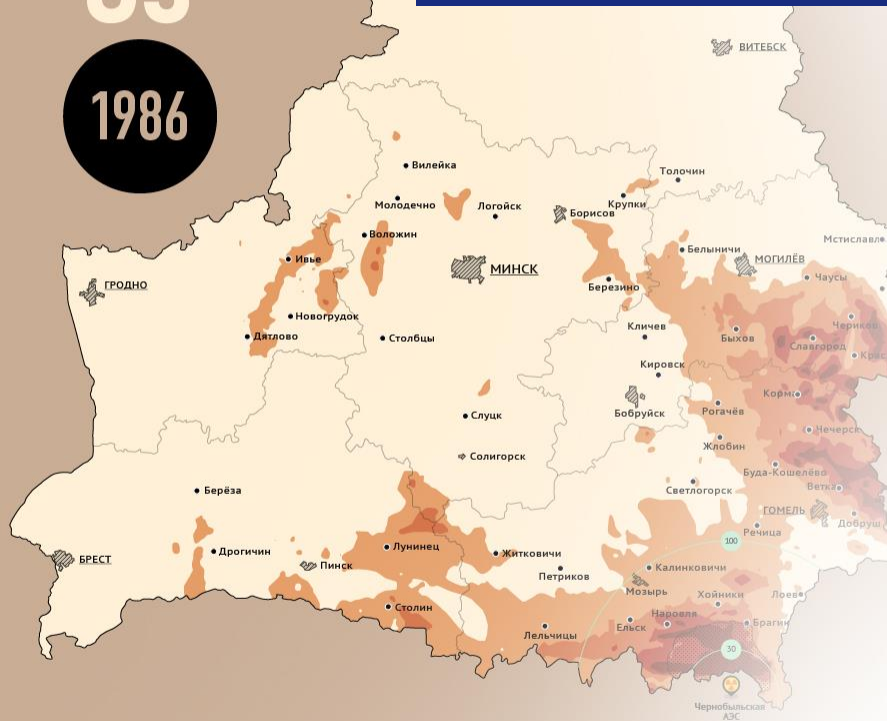 1986
ВИТЕБСК
Вилейка
Толочин
Молодечно
Логойск
Крупки
Борисов
Воложин
Белыничи
Мстиславль
Ивье
МОГИЛЁВ
МИНСК
Чаусы
ГРОДНО
Березино
Новогрудок
Кличев
Чериков
Дятлово
Столбцы
Быхов
Славгород
Крас
Кировск
Корма
Слуцк
Бобруйск
Рогачёв
Чечерск
Жлобин
Солигорск
Буда-Кошелёво
Берёза
Светлогорск
Ветка
ГОМЕЛЬ
Добруш
Речица
100
Лунинец
Дрогичин
Житковичи
БРЕСТ
Пинск
Петриков
Калинковичи
Мозырь
Хойники
Лоев
Столин
Наровля
Ельск
Брагин
Лельчицы
30
Чернобыльская
АЭС